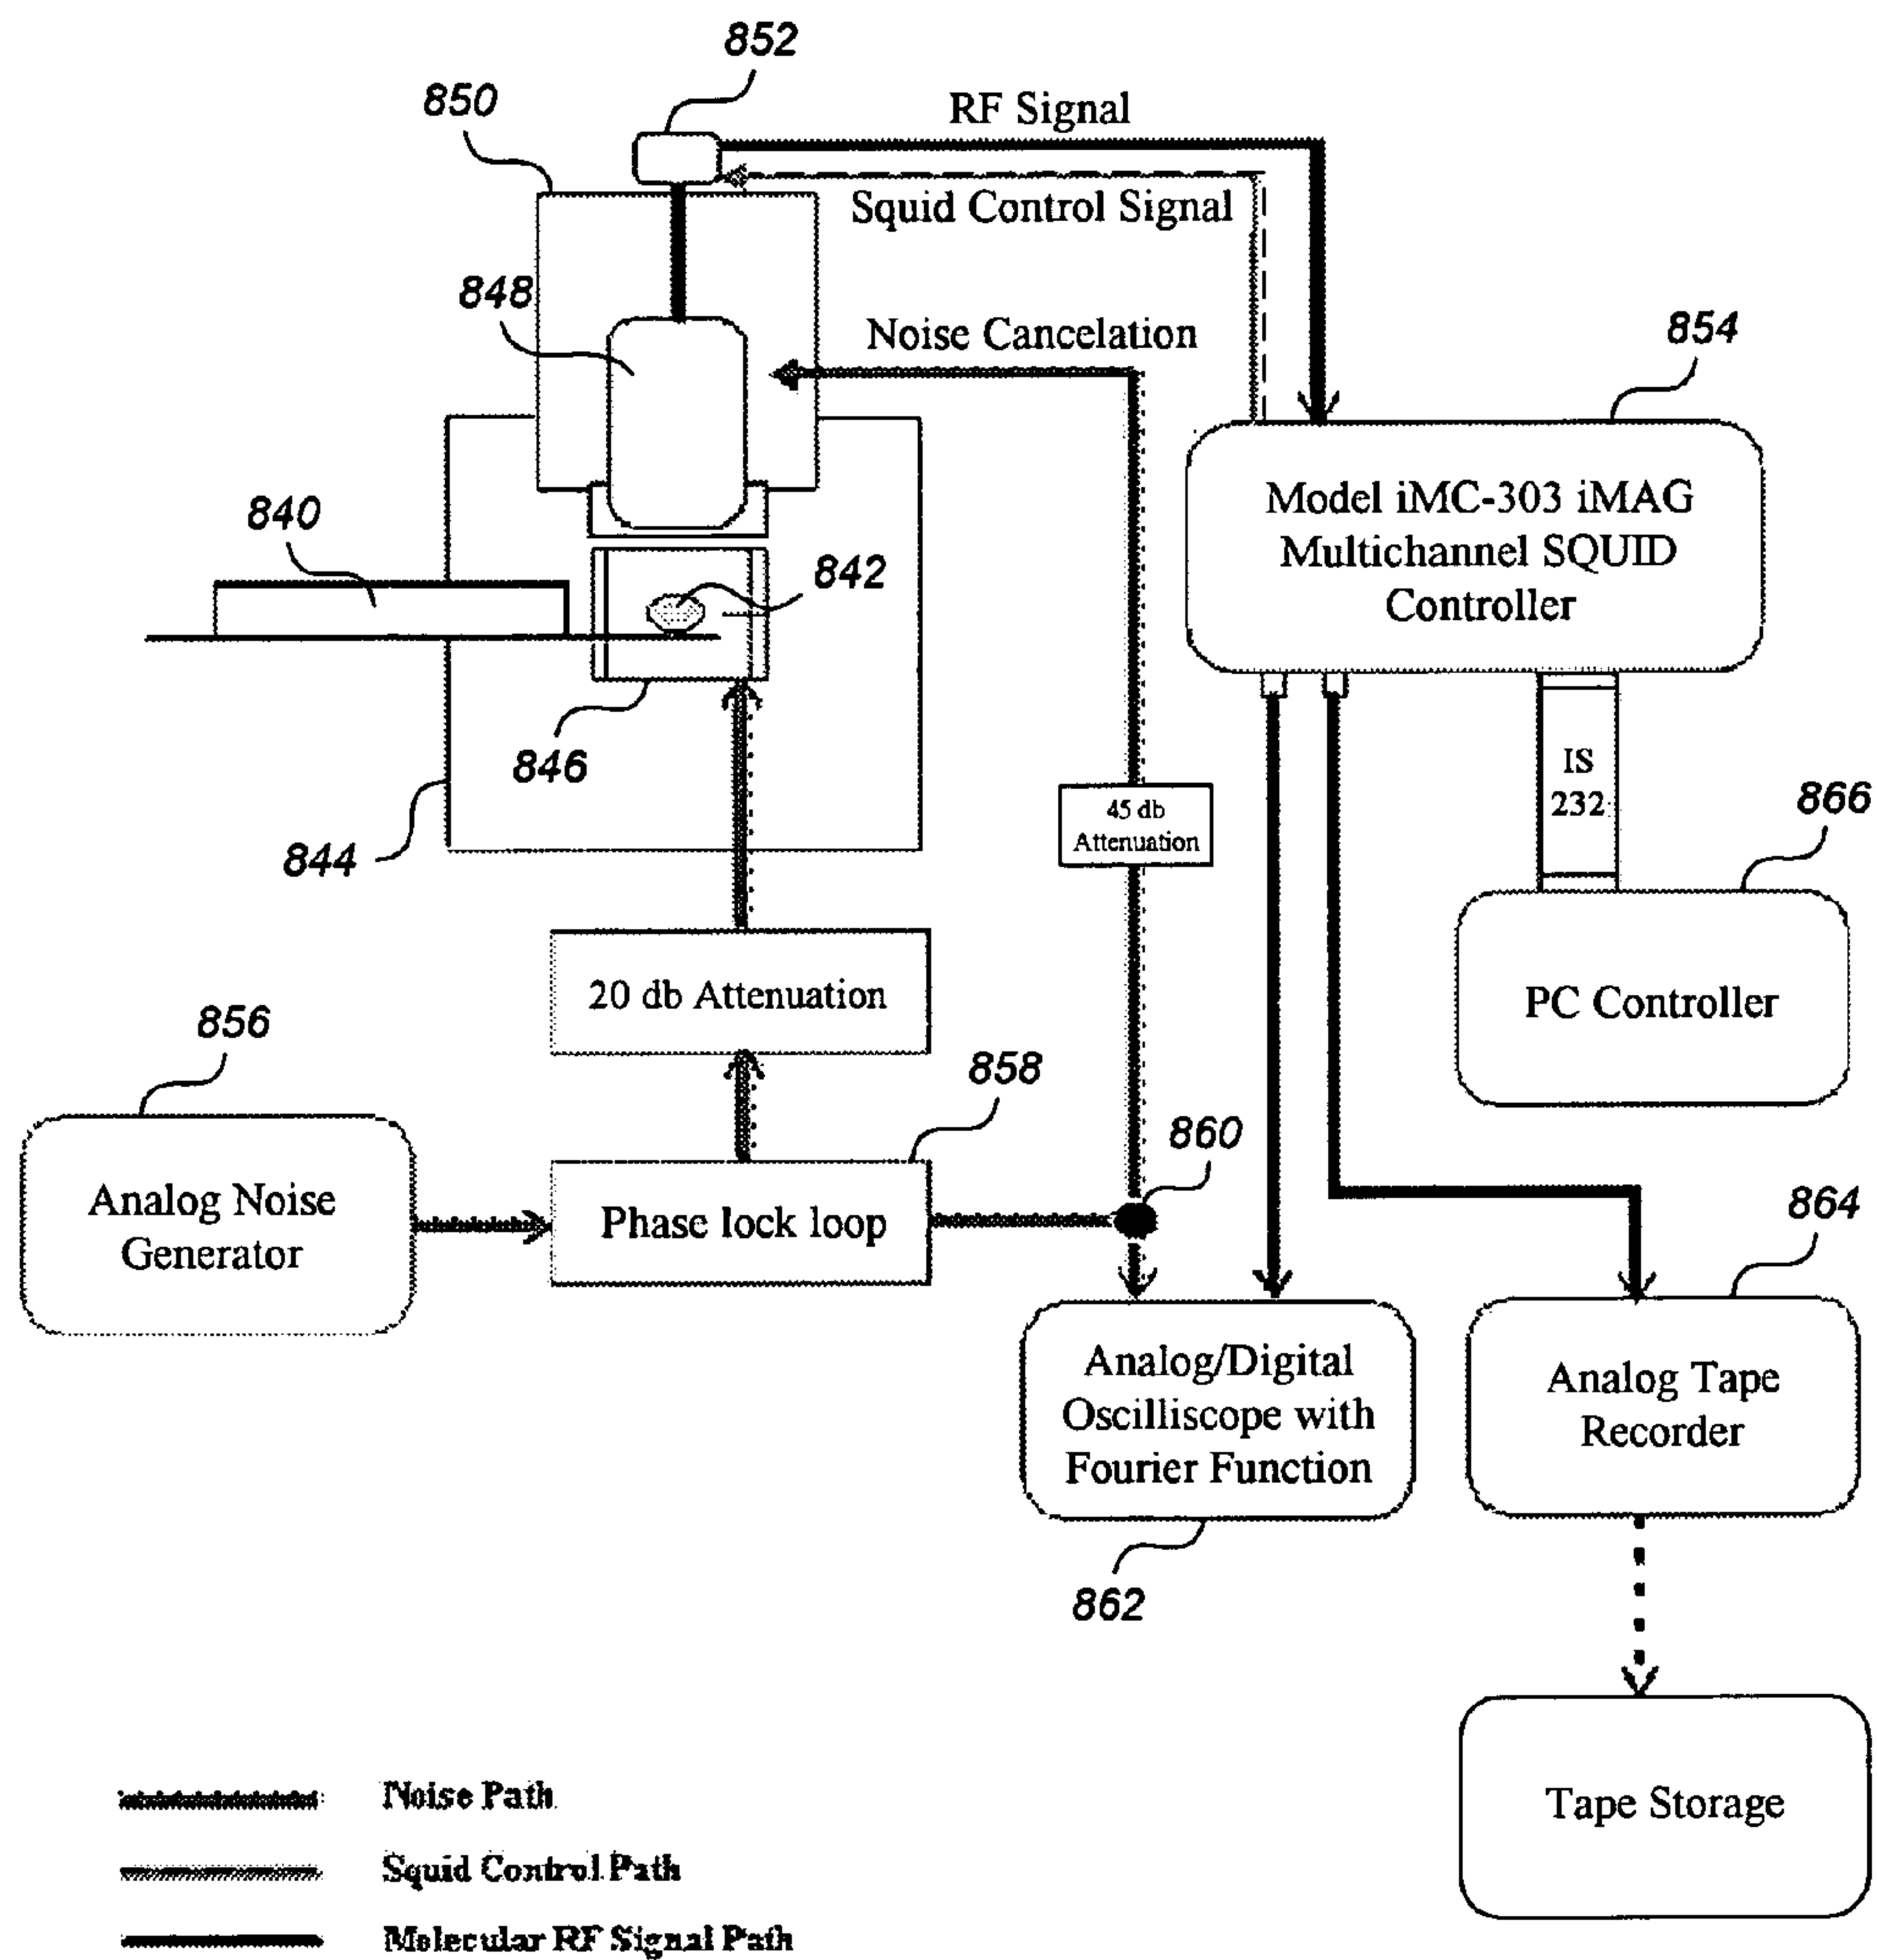 852
850
RF Signal
Squid Control Signal
848
Noise Cancelation
854
Model iMC-303 iMAG
Multichannel SQUID
Controller
840
842
846
IS
232
45 db
Attenuation
866
844
PC Controller
20 db Attenuation
856
858
860
Analog Noise
Generator
Phase lock loop
864
Analog/Digital
Oscilliscope with
Fourier Function
Analog Tape
Recorder
862
Tape Storage
Noise Path
Squid Control Path
Molecular RF Signal Path